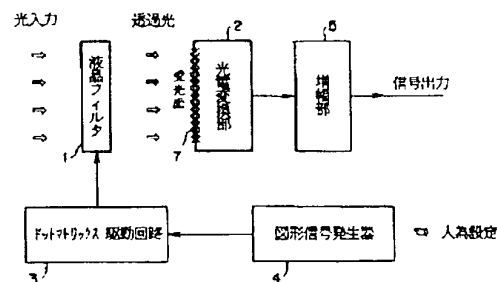 光入力
透過光
2
5
液晶フィルタ
受光面
光電変換部
増幅部
信号出力
1
7
ドットマトリックス 駆動回路
図形信号発生器
人為設定
3
4